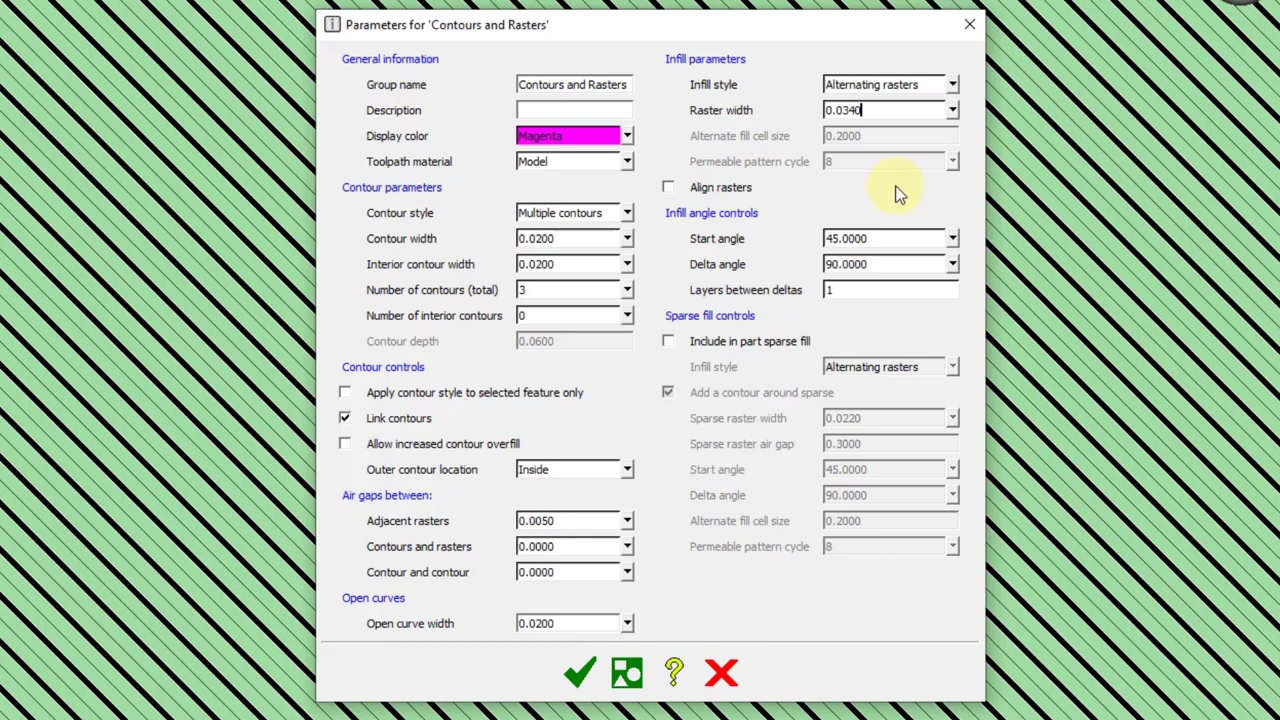 Parameters for 'Contours and Rasters'
General information
Group name Contours and Rasters
Description
Display color Magenta
Toolpath material Model
Contour parameters
Contour style Multiple contours
Contour width 0.0200
Interior contour width 0.0200
Number of contours (total) 3
Number of interior contours 0
Contour depth 0.0600
Contour controls
Apply contour style to selected feature only
Link contours
Allow increased contour overfill
Outer contour location Inside
Air gaps between:
Adjacent rasters 0.0050
Contours and rasters 0.0000
Contour and contour 0.0000
Open curves
Open curve width 0.0200
Infill parameters
Infill style Alternating rasters
Raster width 0.0340
Alternate fill cell size 0.2000
Permeable pattern cycle 8
Align rasters
Infill angle controls
Start angle 45.0000
Delta angle 90.0000
Layers between deltas 1
Sparse fill controls
Include in part sparse fill
Infill style Alternating rasters
Add a contour around sparse
Sparse raster width 0.0220
Sparse raster air gap 0.3000
Start angle 45.0000
Delta angle 90.0000
Alternate fill cell size 0.2000
Permeable pattern cycle 8